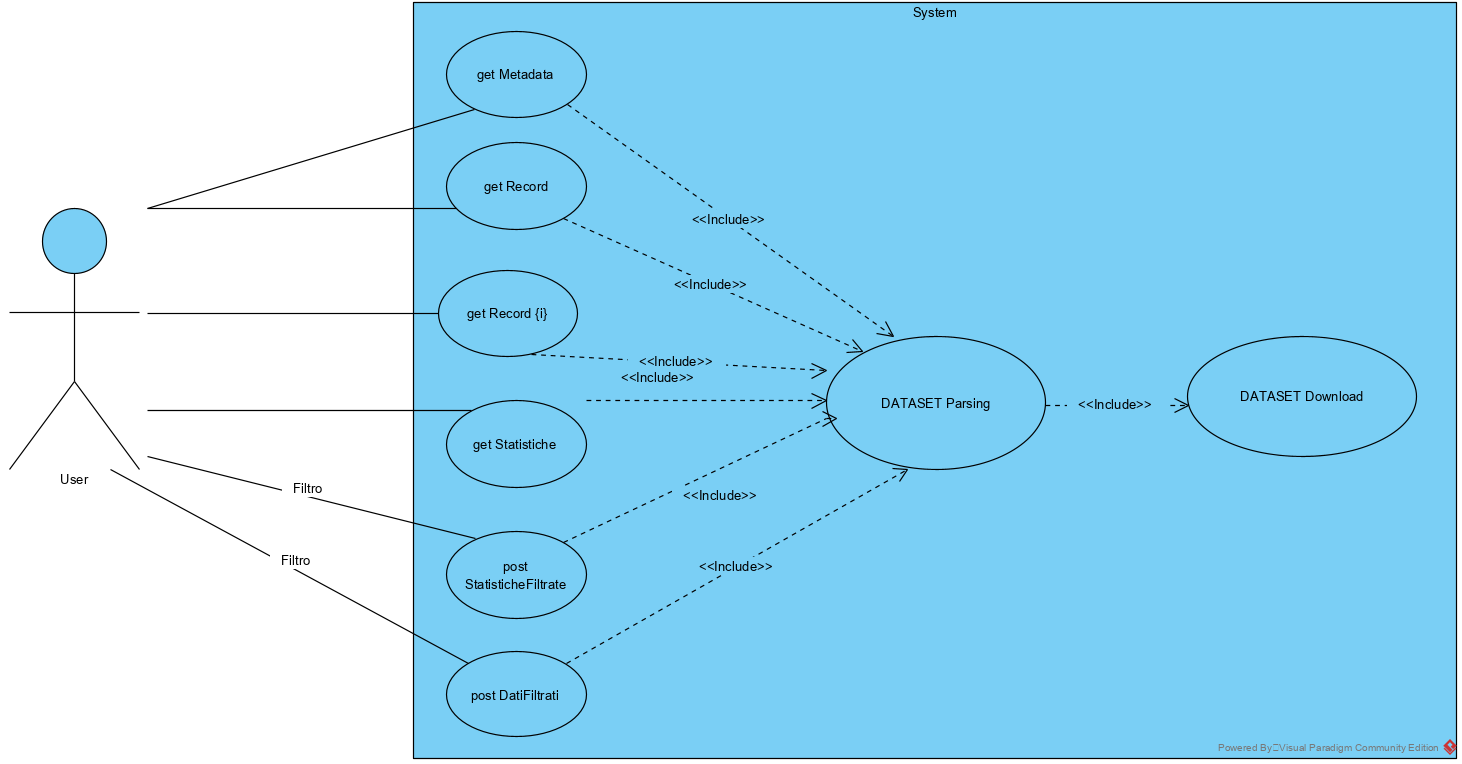 System
get Metadata
get Record
<<Include>>
<<Include>>
get Record {i}
<<Include>>
<<Include>>
DATASET Parsing
<<Include>>
DATASET Download
get Statistiche
User
Filtro
<<Include>>
Filtro
<<Include>>
post
StatisticheFiltrate
post DatiFiltrati
Powered By Visual Paradigm Community Edition